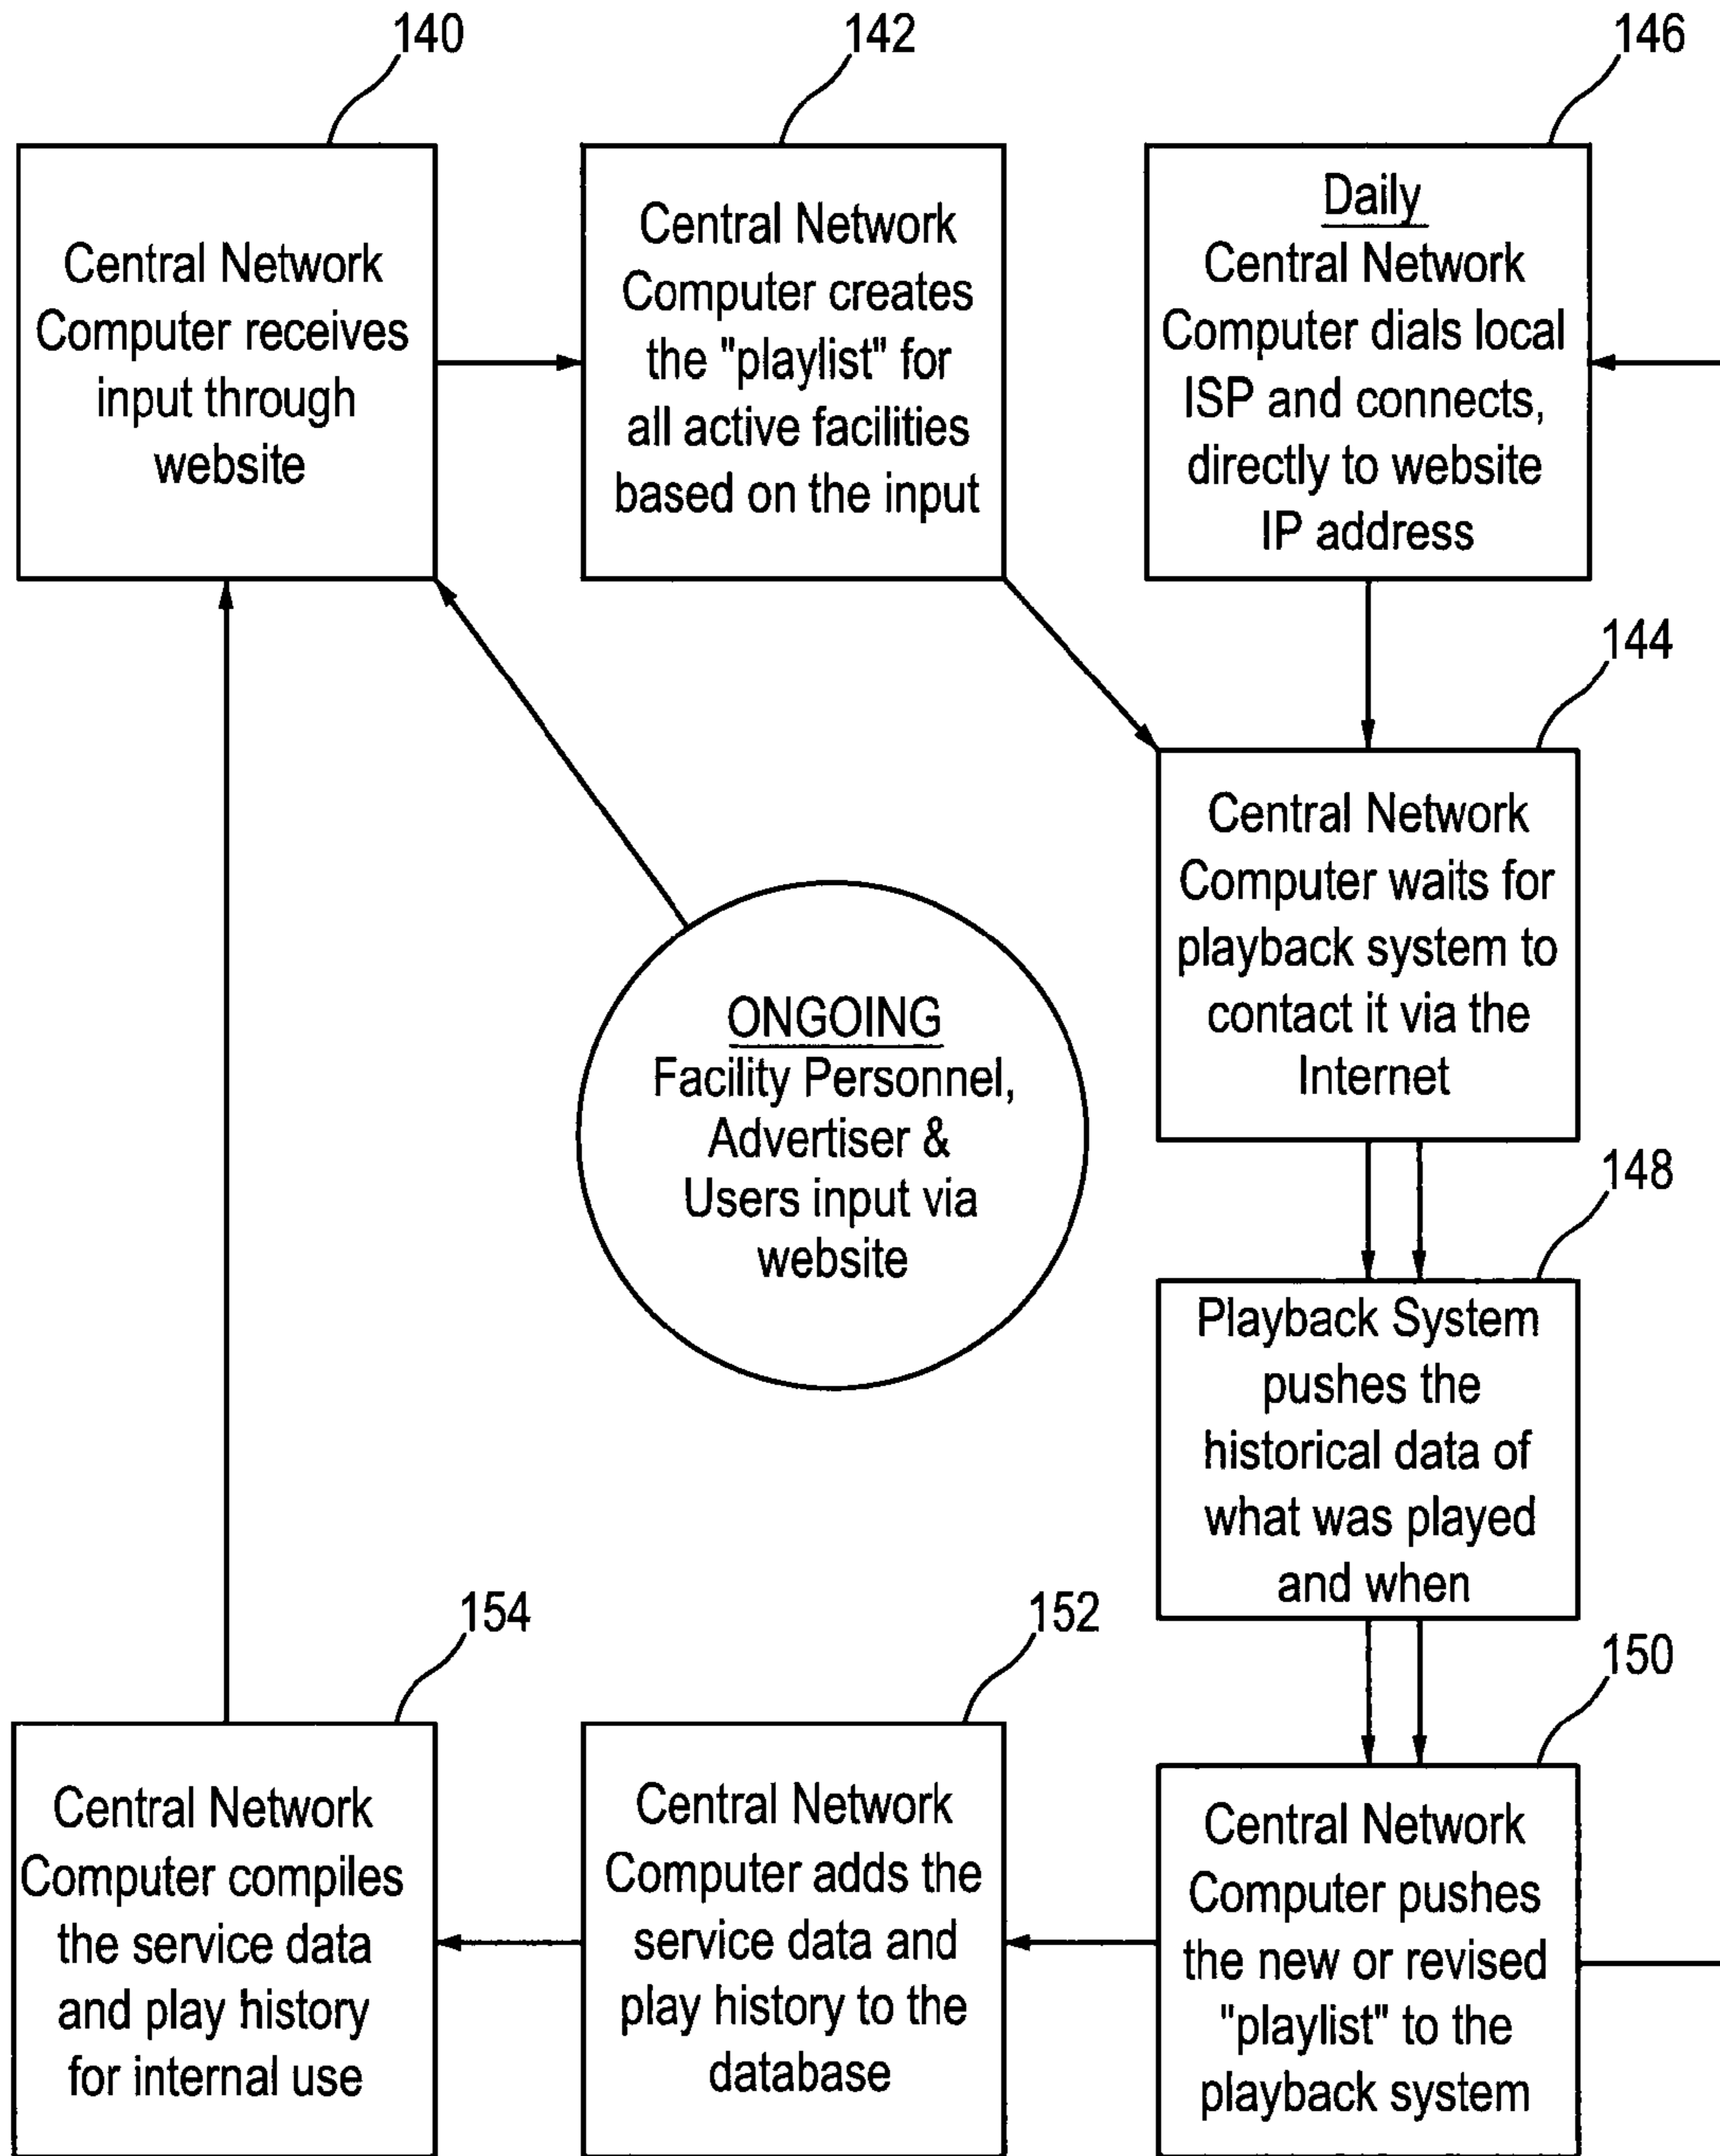 140
Central Network
Computer receives
input through
website
142
Central Network
Computer creates
the "playlist" for
all active facilities
based on the input
146
Daily
Central Network
Computer dials local
ISP and connects,
directly to website
IP address
144
Central Network
Computer waits for
playback system to
contact it via the
Internet
ONGOING
Facility Personnel,
Advertiser &
Users input via
website
148
Playback System
pushes the
historical data of
what was played
and when
154
Central Network
Computer compiles
the service data
and play history
for internal use
152
Central Network
Computer adds the
service data and
play history to the
database
150
Central Network
Computer pushes
the new or revised
"playlist" to the
playback system